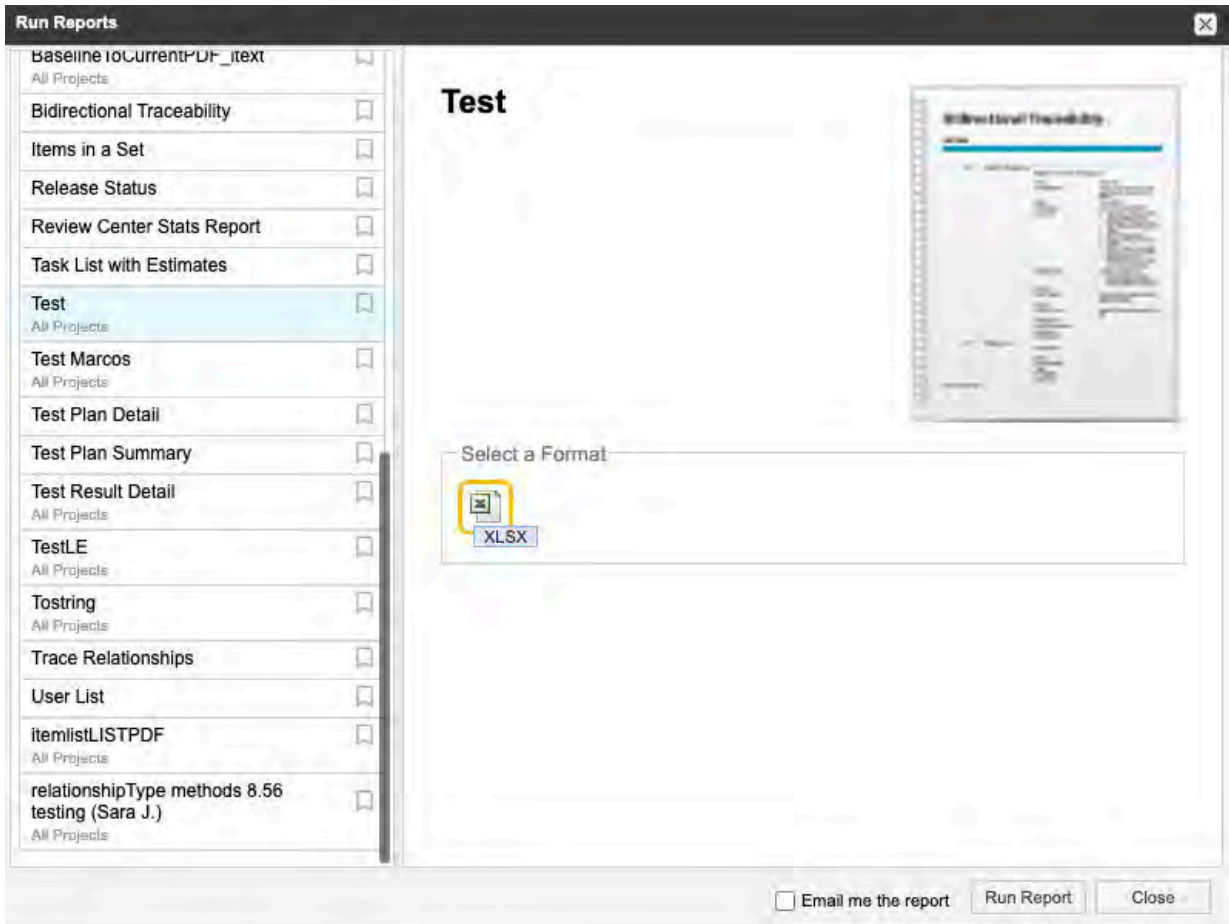 Run Reports
BaselineToCurrentPDF_itext
All Projects
Bidirectional Traceability
Items in a Set
Release Status
Review Center Stats Report
Task List with Estimates
Test
All Projects
Test Marcos
All Projects
Test Plan Detail
Test Plan Summary
Test Result Detail
All Projects
TestLE
All Projects
Tostring
All Projects
Trace Relationships
User List
itemlistLISTPDF
All Projects
relationshipType methods 8.56
testing (Sara J.)
All Projects
Test
Bidirectional Traceability
Select a Format
XLSX
Email me the report
Run Report
Close